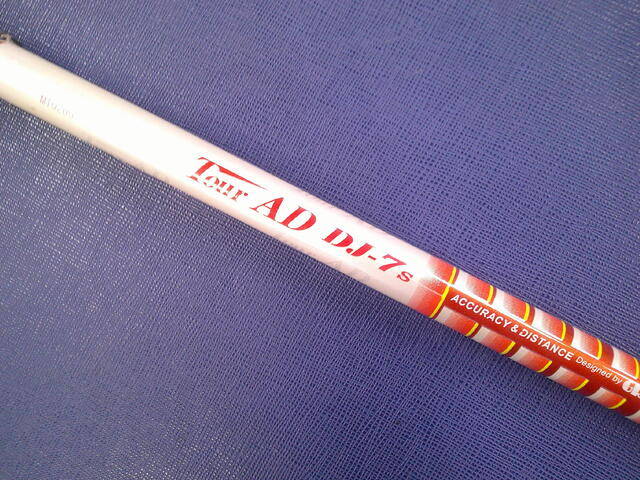 Tour AD DJ-7s
ACCURACY & DiSTANCE Designed by